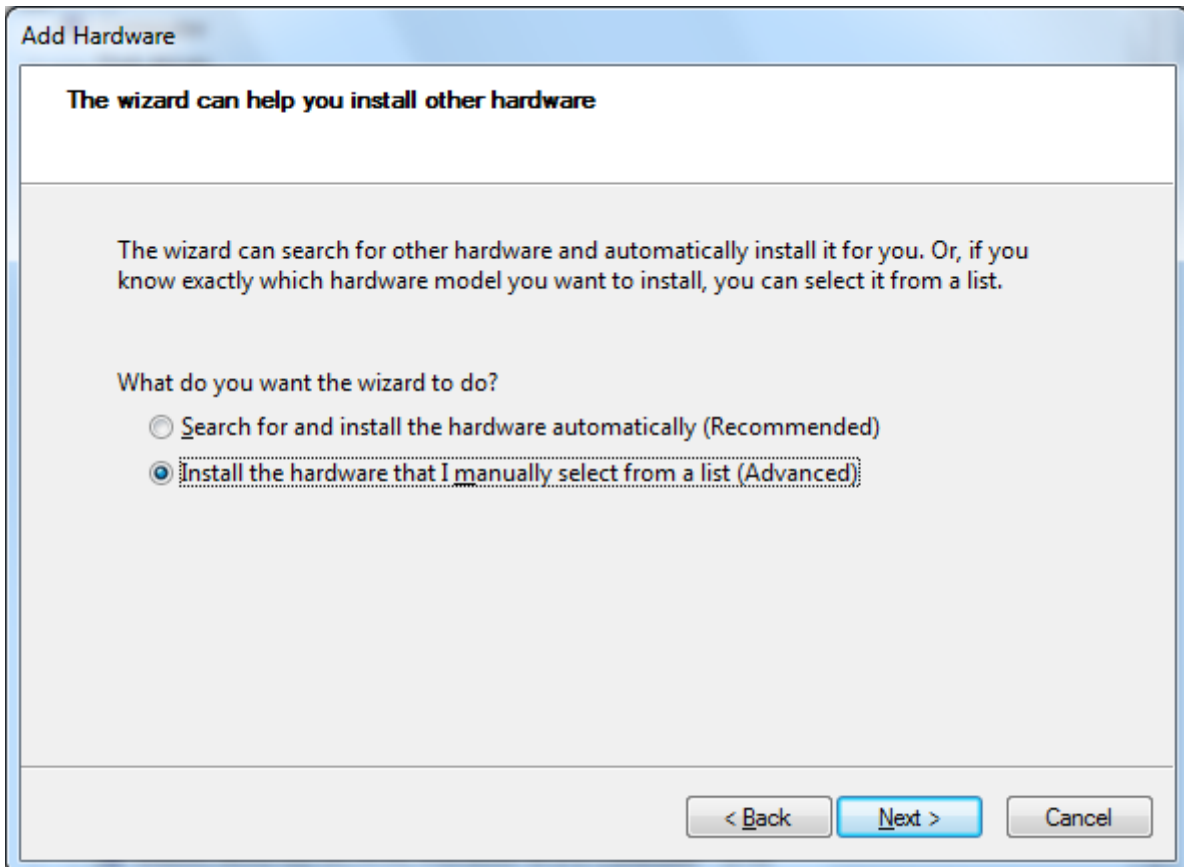 Add Hardware
The wizard can help you install other hardware
The wizard can search for other hardware and automatically install it for you. Or, if you
know exactly which hardware model you want to install, you can select it from a list.
What do you want the wizard to do?
Search for and install the hardware automatically (Recommended)
Install the hardware that I manually select from a list (Advanced)
< Back Next > Cancel